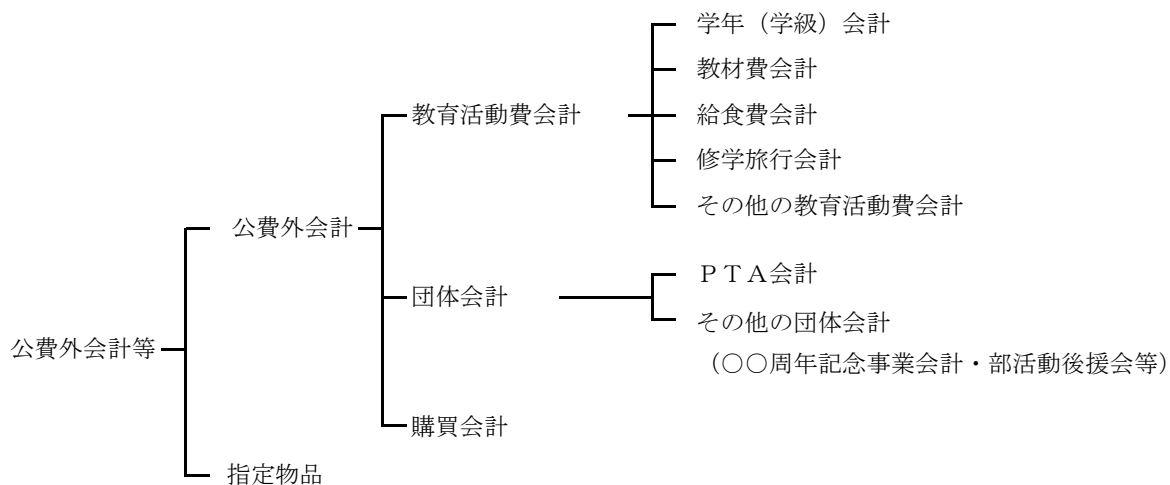 学年（学級）会計
教材費会計
教育活動費会計
給食費会計
修学旅行会計
その他の教育活動費会計
公費外会計
ＰＴＡ会計
団体会計
その他の団体会計
（○○周年記念事業会計・部活動後援会等）
公費外会計等
購買会計
指定物品